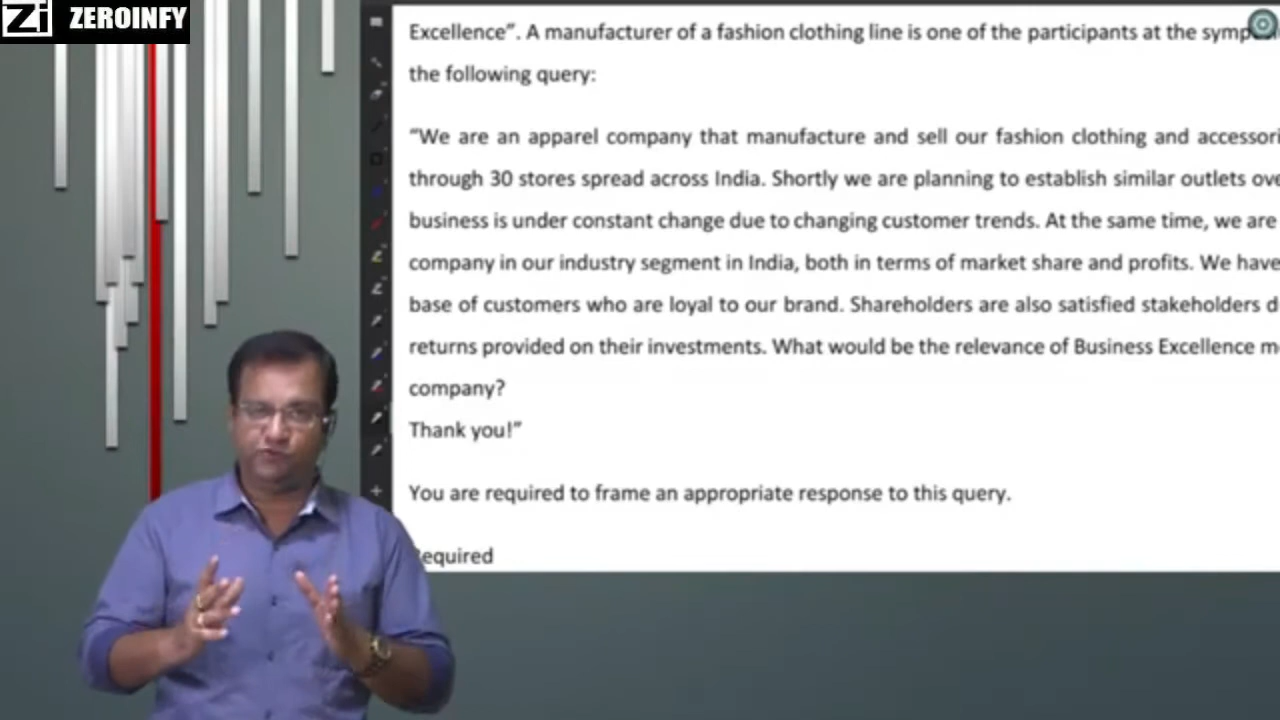 Zi ZEROINFY
Excellence”. A manufacturer of a fashion clothing line is one of the participants at the
the following query:
“We are an apparel company that manufacture and sell our fashion clothing and
through 30 stores spread across India. Shortly we are planning to establish similar outlets
business is under constant change due to changing customer trends. At the same time, we are
company in our industry segment in India, both in terms of market share and profits. We have
base of customers who are loyal to our brand. Shareholders are also satisfied stakeholders
returns provided on their investments. What would be the relevance of Business Excellence
company?
Thank you!”
You are required to frame an appropriate response to this query.